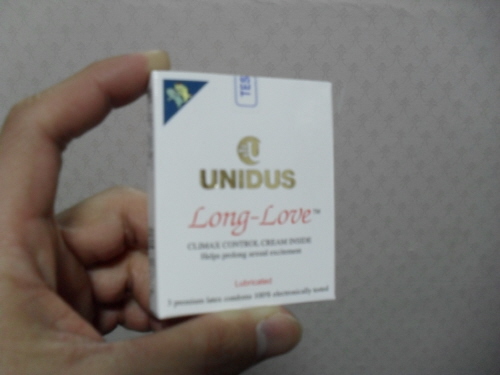 TES
UNIDUS
Long-Love™
CLIMAX CONTROL CREAM INSIDE
Helps prolong sexual excitement
Lubricated
3 premium latex condoms 100% electronically tested